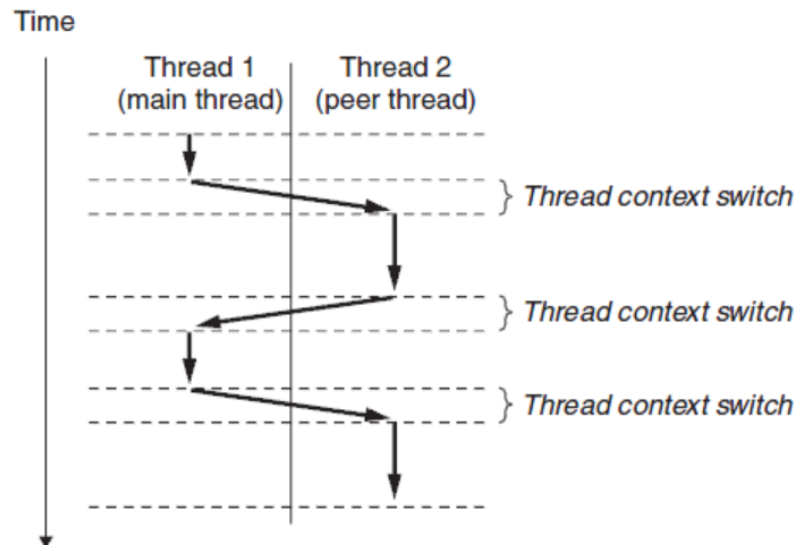 Time
Thread 1
(main thread)
Thread 2
(peer thread)
Thread context switch
Thread context switch
Thread context switch